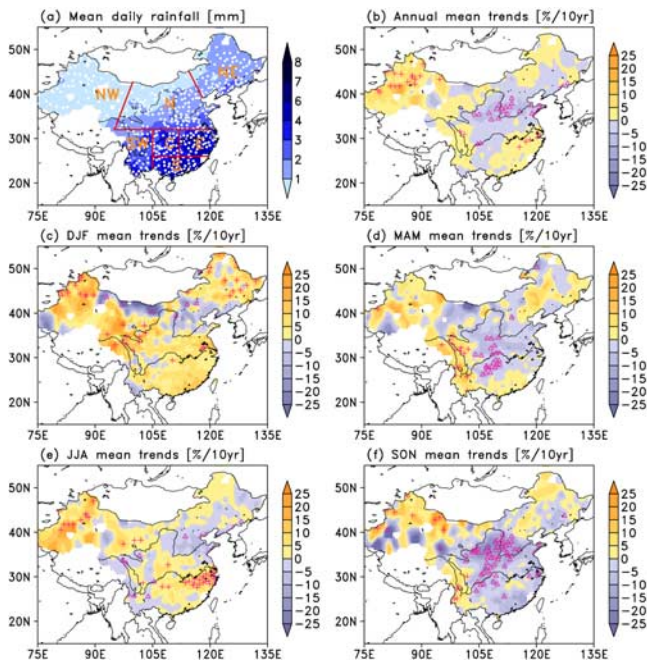 (a) Mean daily rainfall [mm]
50N
40N
30N
20N
NW
N
NE
SW
C
E
S
8
7
6
5
4
3
2
1
75E 90E 105E 120E 135E
(b) Annual mean trends [%/10yr]
50N
40N
30N
20N
25
20
15
10
5
0
-5
-10
-15
-20
-25
75E 90E 105E 120E 135E
(c) DJF mean trends [%/10yr]
50N
40N
30N
20N
25
20
15
10
5
0
-5
-10
-15
-20
-25
75E 90E 105E 120E 135E
(d) MAM mean trends [%/10yr]
50N
40N
30N
20N
25
20
15
10
5
0
-5
-10
-15
-20
-25
75E 90E 105E 120E 135E
(e) JJA mean trends [%/10yr]
50N
40N
30N
20N
25
20
15
10
5
0
-5
-10
-15
-20
-25
75E 90E 105E 120E 135E
(f) SON mean trends [%/10yr]
50N
40N
30N
20N
25
20
15
10
5
0
-5
-10
-15
-20
-25
75E 90E 105E 120E 135E